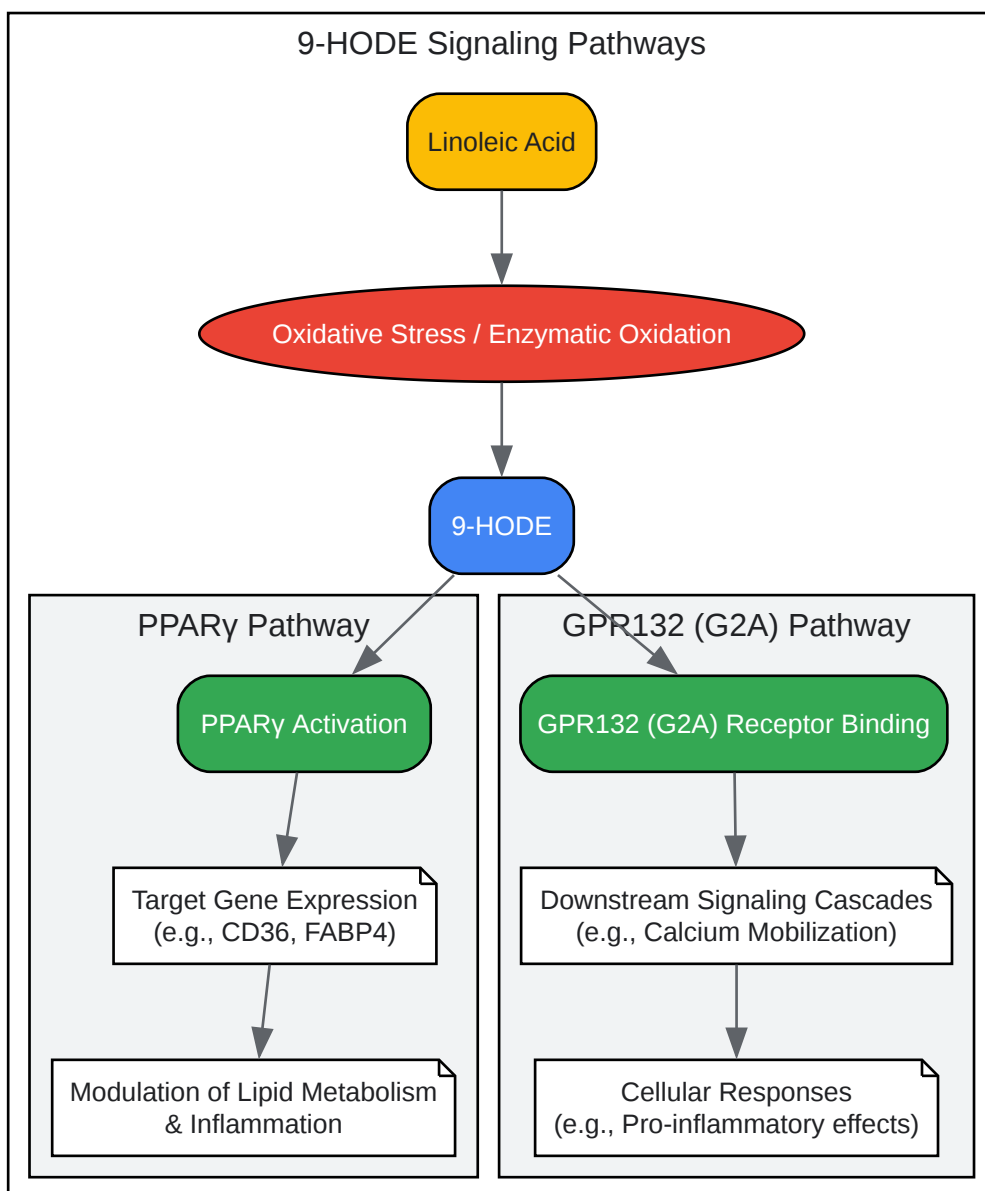 9-HODE Signaling Pathways
Linoleic Acid
Oxidative Stress / Enzymatic Oxidation
9-HODE
PPARγ Pathway
PPARγ Activation
Target Gene Expression
(e.g., CD36, FABP4)
Modulation of Lipid Metabolism
& Inflammation
GPR132 (G2A) Pathway
GPR132 (G2A) Receptor Binding
Downstream Signaling Cascades
(e.g., Calcium Mobilization)
Cellular Responses
(e.g., Pro-inflammatory effects)